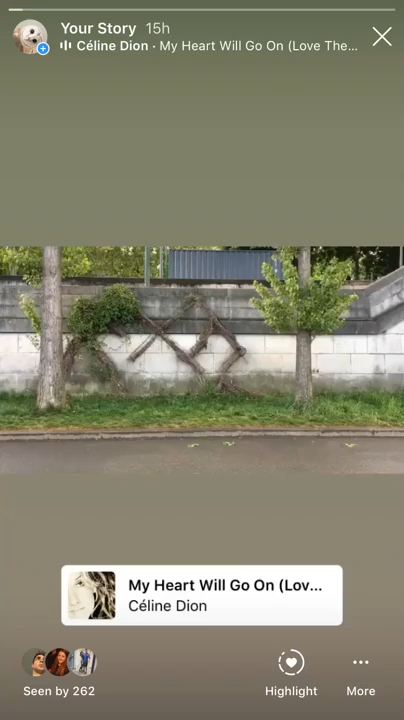 Your Story 15h
Céline Dion · My Heart Will Go On (Love The...
My Heart Will Go On (Lov...
Céline Dion
Seen by 262
Highlight
More